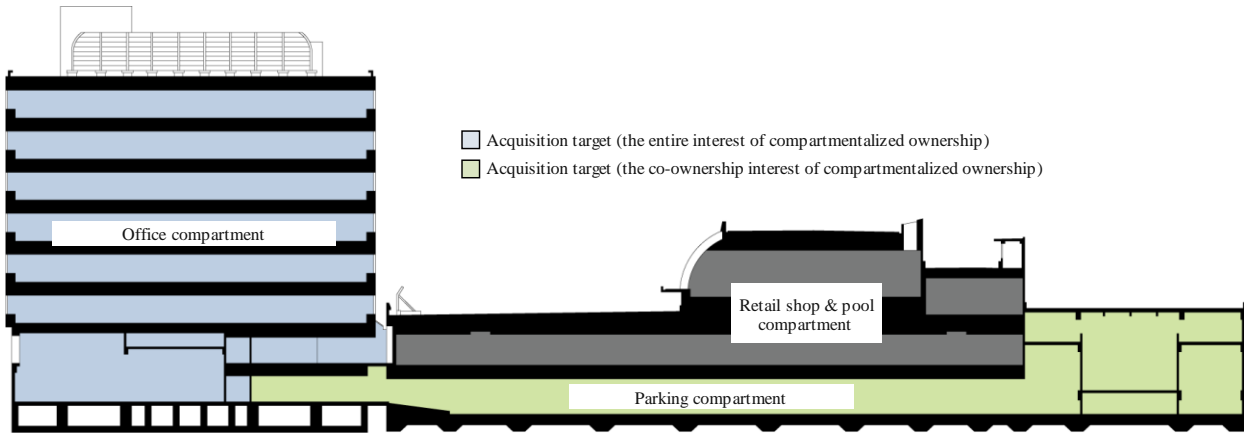 Acquisition target (the entire interest of compartmentalized ownership)
Acquisition target (the co-ownership interest of compartmentalized ownership)
Office compartment
Retail shop & pool
compartment
Parking compartment